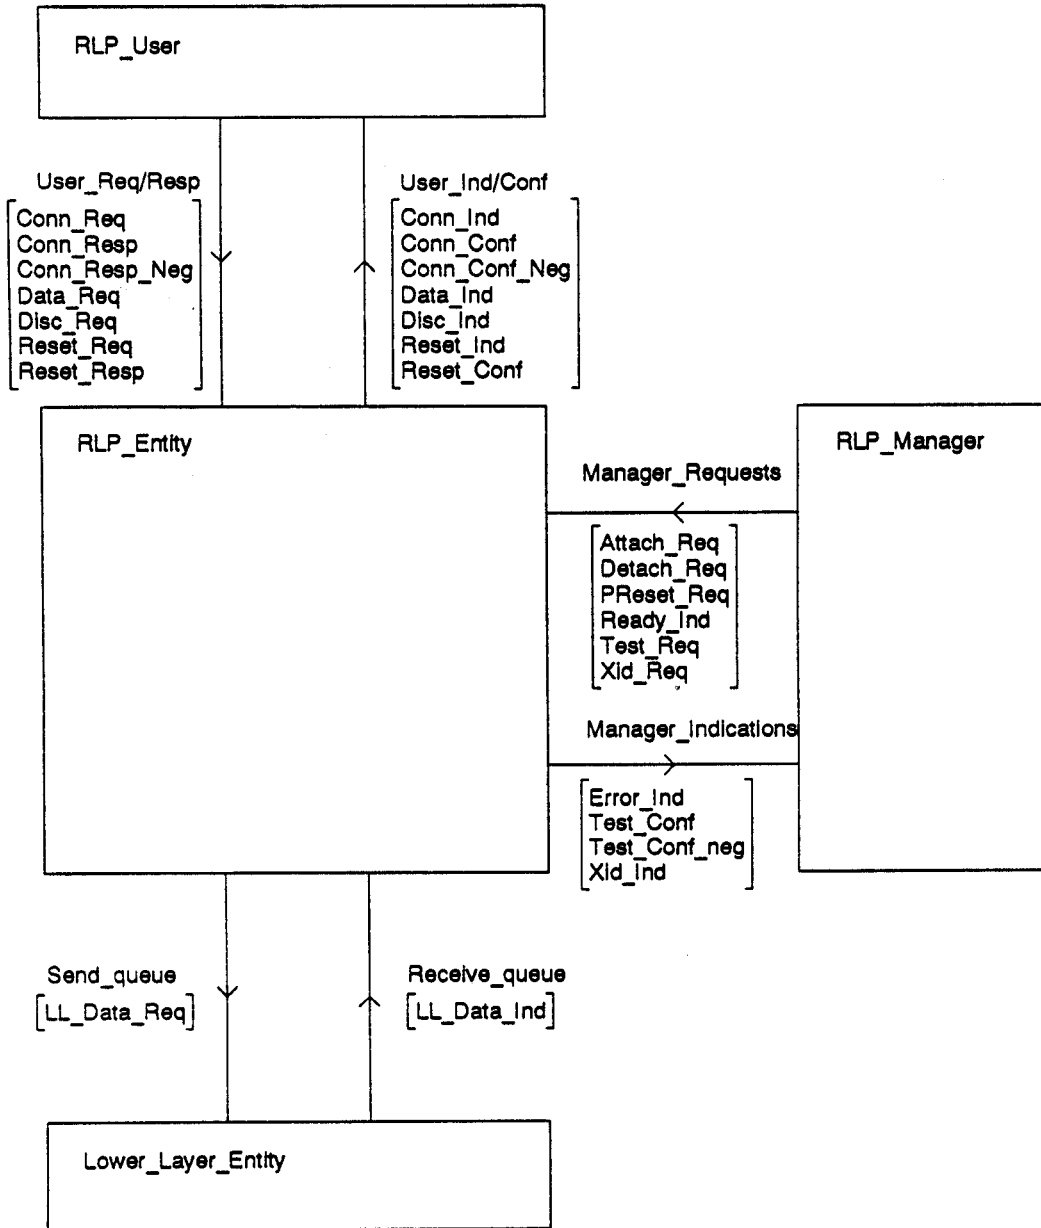 RLP_User
User_Req/Resp
Conn_Req
Conn_Resp
Conn_Resp_Neg
Data_Req
Disc_Req
Reset_Req
Reset_Resp
User_Ind/Conf
Conn_Ind
Conn_Conf
Conn_Conf_Neg
Data_Ind
Disc_Ind
Reset_Ind
Reset_Conf
RLP_Entity
RLP_Manager
Manager_Requests
Attach_Req
Detach_Req
PReset_Req
Ready_Ind
Test_Req
Xid_Req
Manager_Indications
Error_Ind
Test_Conf
Test_Conf_neg
Xid_Ind
Send_queue
[LL_Data_Req]
Receive_queue
[LL_Data_Ind]
Lower_Layer_Entity